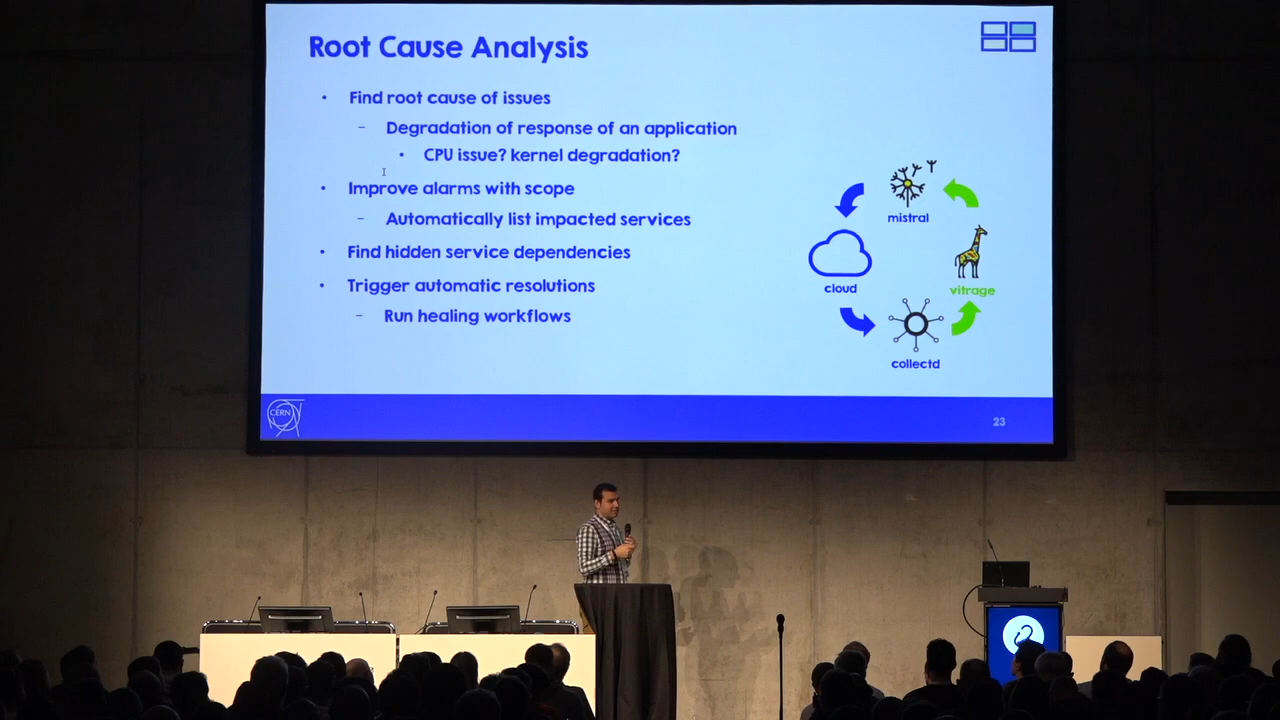 Root Cause Analysis
• Find root cause of issues
– Degradation of response of an application
• CPU issue? kernel degradation?
• Improve alarms with scope
– Automatically list impacted services
• Find hidden service dependencies
• Trigger automatic resolutions
– Run healing workflows
mistral
cloud
vitrage
collectd
CERN
23